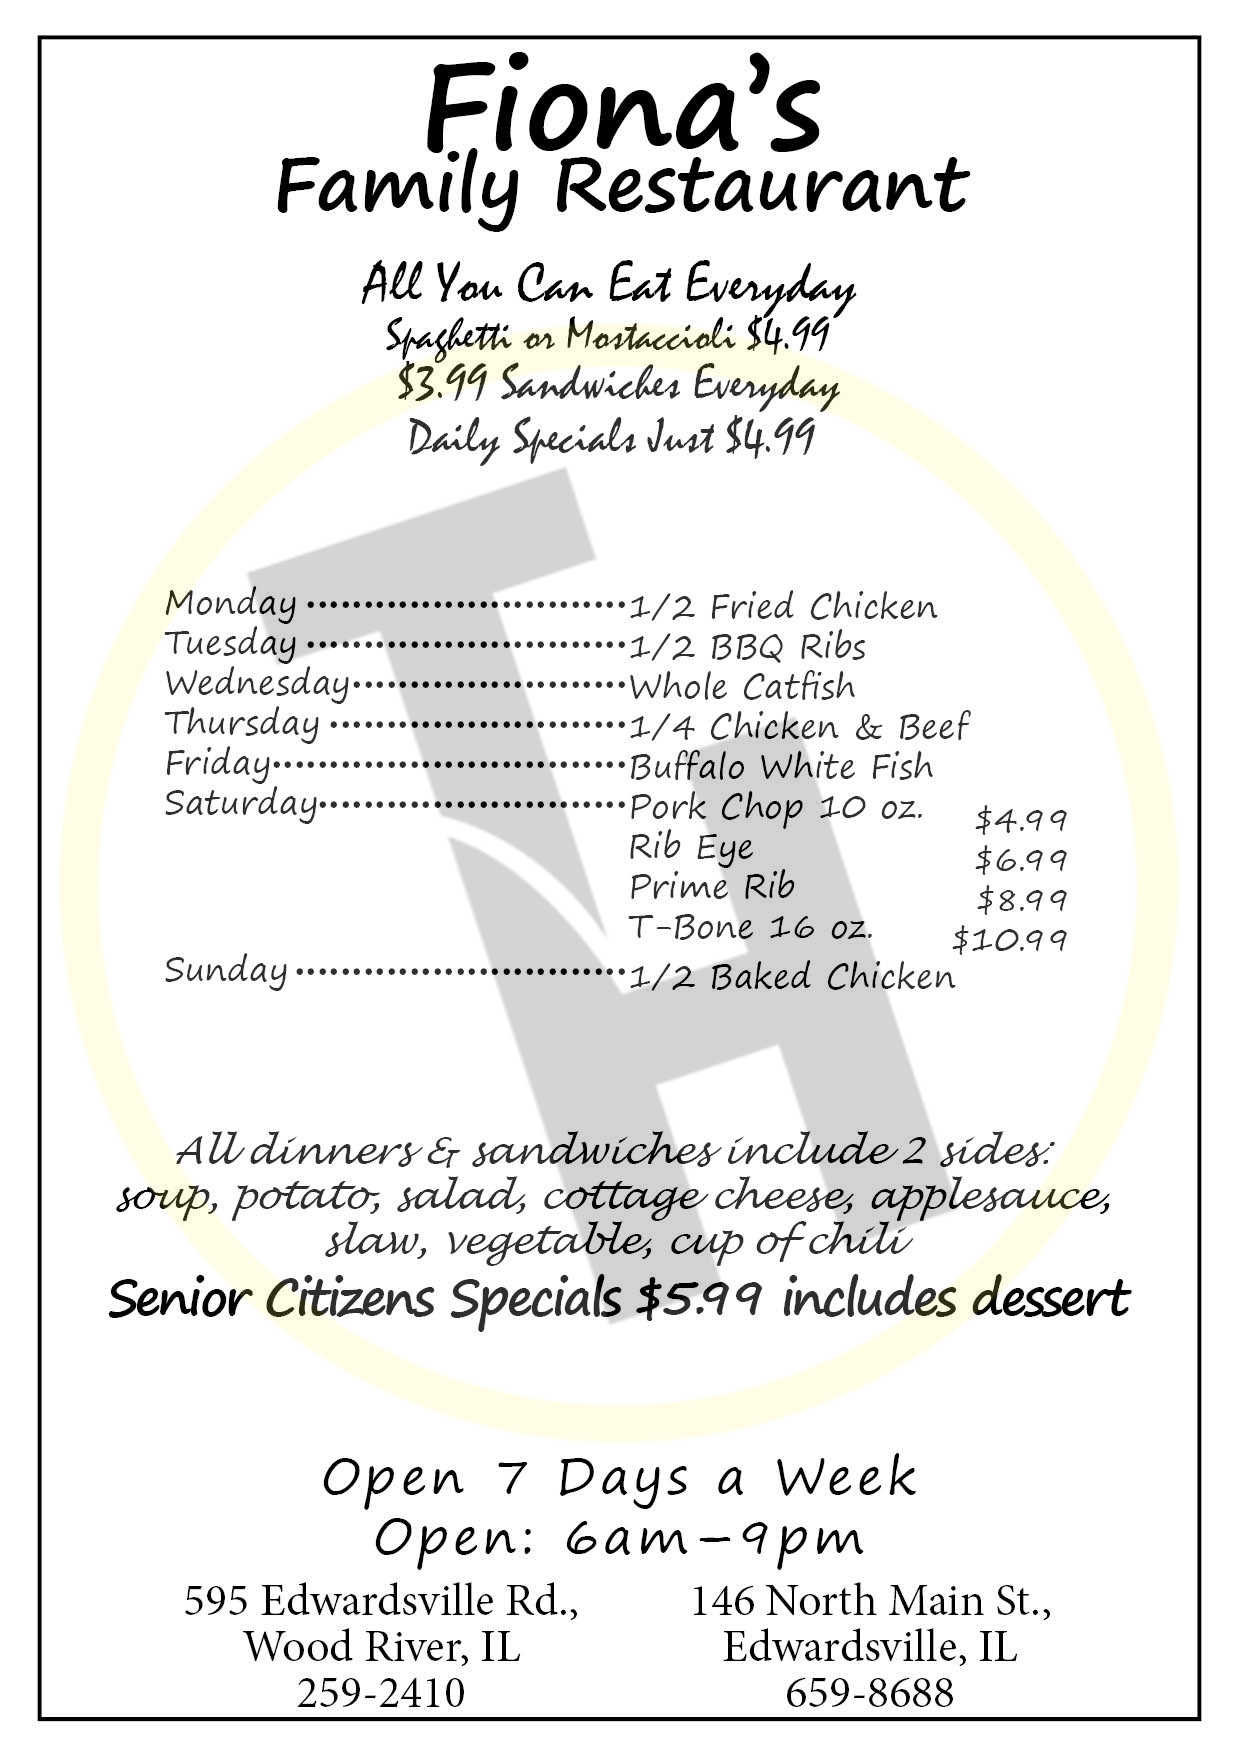 Fiona's
Family Restaurant
All You Can Eat Everyday
Spaghetti or Mostaccioli $4.99
$3.99 Sandwiches Everyday
Daily Specials Just $4.99
Monday ............................1/2 Fried Chicken
Tuesday ............................1/2 BBQ Ribs
Wednesday........................Whole Catfish
Thursday ..........................1/4 Chicken & Beef
Friday...............................Buffalo White Fish
Saturday...........................Pork Chop 10 oz. $4.99
Rib Eye $6.99
Prime Rib $8.99
T-Bone 16 oz. $10.99
Sunday .............................1/2 Baked Chicken
All dinners & sandwiches include 2 sides:
soup, potato, salad, cottage cheese, applesauce,
slaw, vegetable, cup of chili
Senior Citizens Specials $5.99 includes dessert
Open 7 Days a Week
Open: 6am–9pm
595 Edwardsville Rd.,
Wood River, IL
259-2410
146 North Main St.,
Edwardsville, IL
659-8688
TH